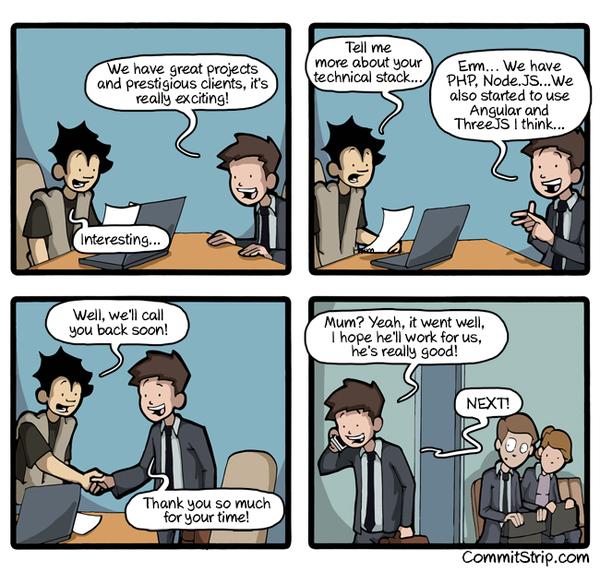 We have great projects
and prestigious clients, it's
really exciting!
Interesting...
Tell me
more about your
technical stack...
Erm... We have
PHP, Node.JS...We
also started to use
Angular and
ThreeJS I think...
Well, we'll call
you back soon!
Thank you so much
for your time!
Mum? Yeah, it went well,
I hope he'll work for us,
he's really good!
NEXT!
CommitStrip.com